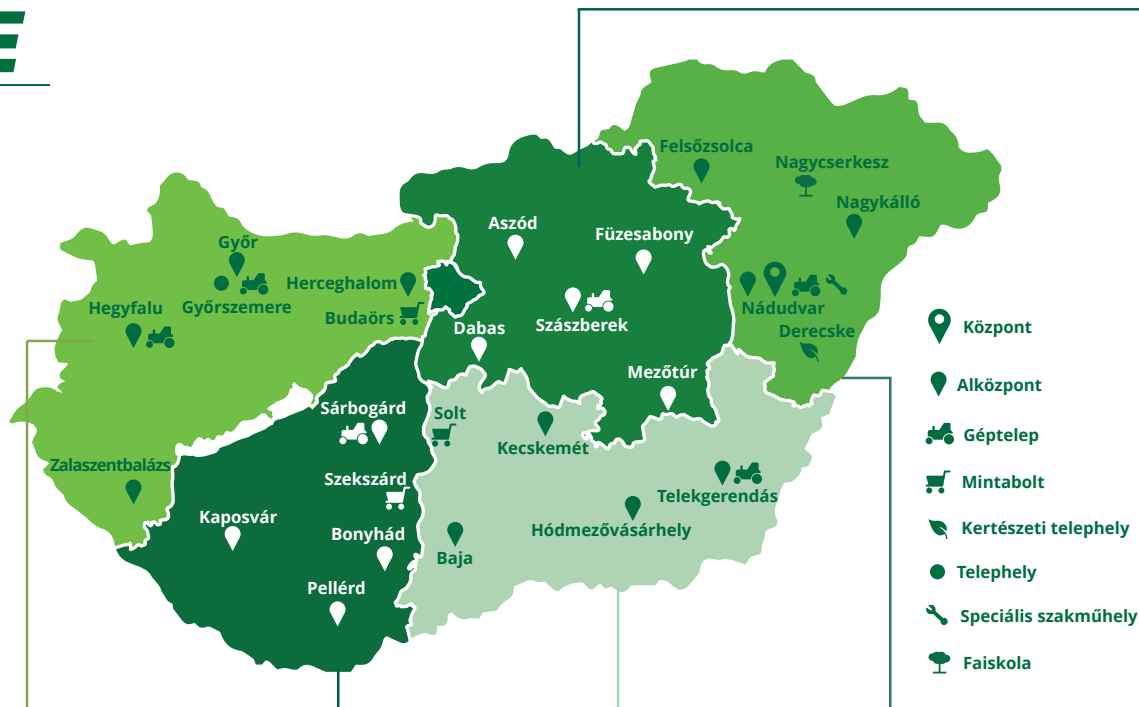 E
Felsőzsolca
Nagycserkesz
Nagykálló
Aszód
Füzesabony
Győr
Herceghalom
Győrszemere
Hegyfalu
Budaörs
Dabas
Szászberek
Nádudvar
Derecske
Mezőtúr
Sárbogárd
Solt
Kecskemét
Zalaszentbalázs
Szekszárd
Telekgerendás
Kaposvár
Bonyhád
Hódmezővásárhely
Baja
Pellérd
Központ
Alközpont
Géptelep
Mintabolt
Kertészeti telephely
Telephely
Speciális szakműhely
Faiskola